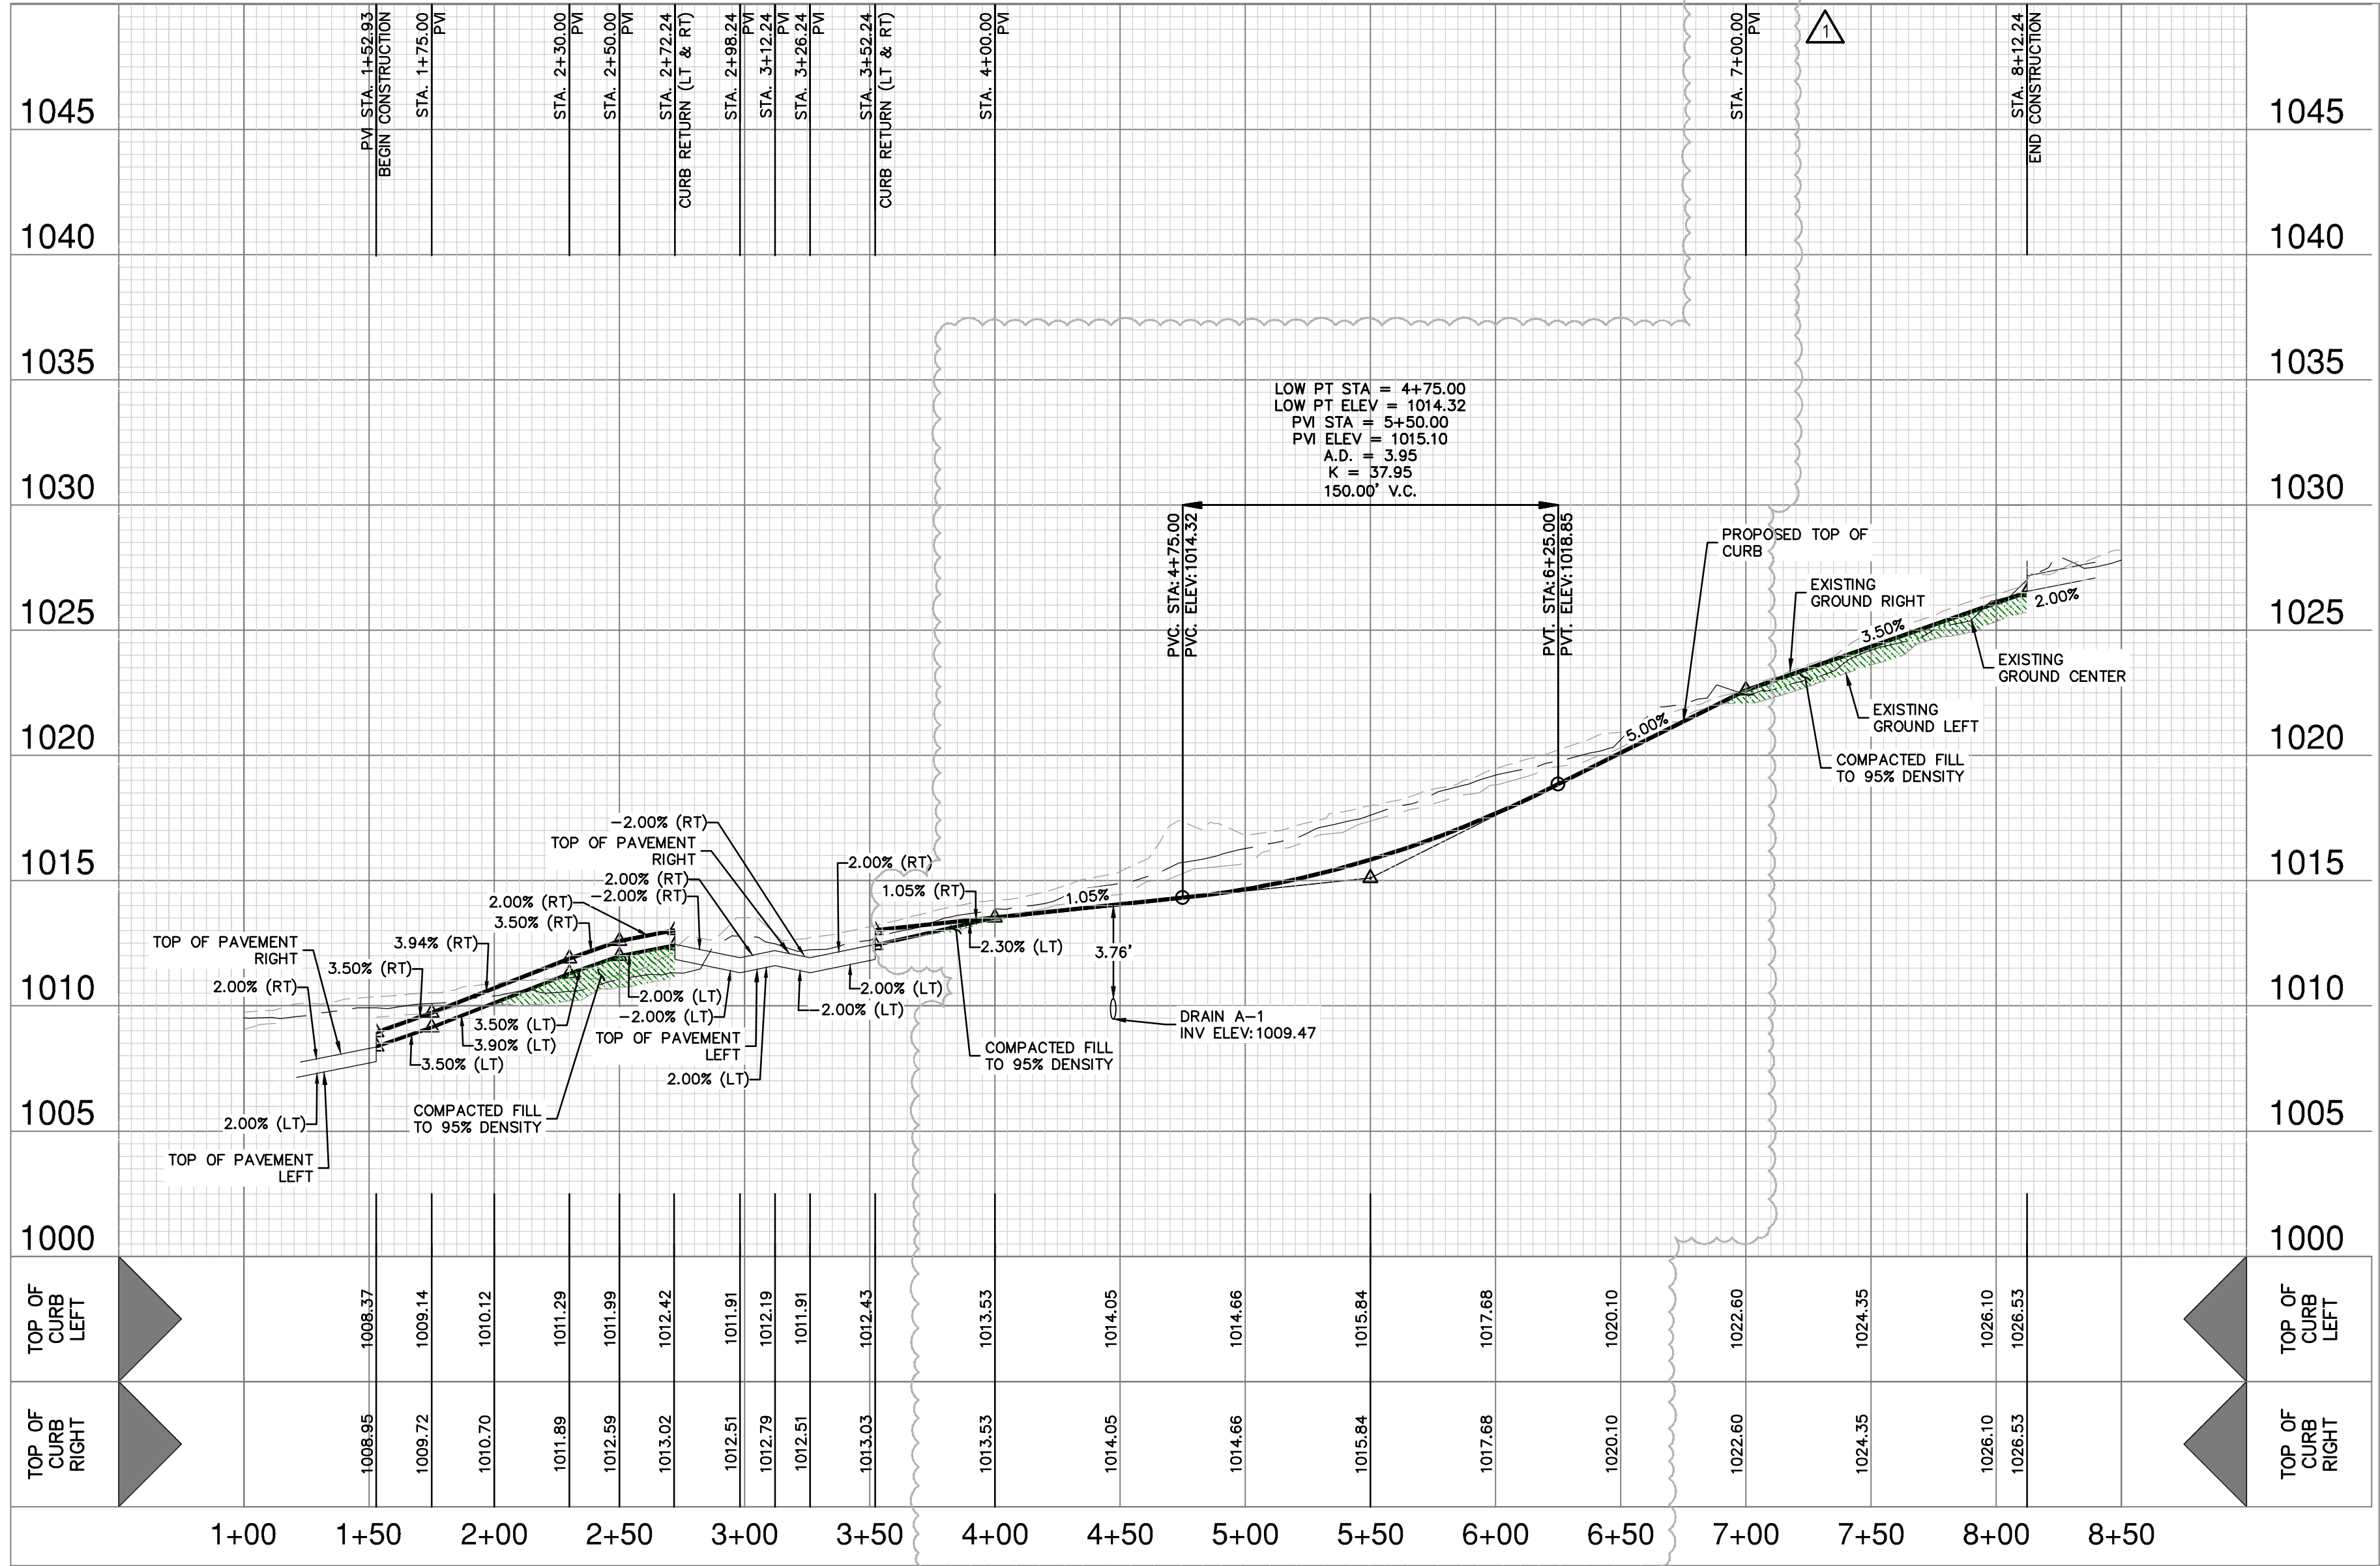 PVI STA. 1+52.93
BEGIN CONSTRUCTION
STA. 1+75.00
PVI
STA. 2+30.00
PVI
STA. 2+50.00
PVI
STA. 2+72.24
CURB RETURN (LT & RT)
STA. 2+98.24
PVI
STA. 3+12.24
PVI
STA. 3+26.24
PVI
STA. 3+52.24
CURB RETURN (LT & RT)
STA. 4+00.00
PVI
STA. 7+00.00
PVI
1
STA. 8+12.24
END CONSTRUCTION
1045
1045
1040
1040
1035
1035
1030
1030
1025
1025
1020
1020
1015
1015
1010
1010
1005
1005
1000
1000
LOW PT STA = 4+75.00
LOW PT ELEV = 1014.32
PVI STA = 5+50.00
PVI ELEV = 1015.10
A.D. = 3.95
K = 37.95
150.00' V.C.
PVC. STA:4+75.00
PVC. ELEV:1014.32
PVT. STA:6+25.00
PVT. ELEV:1018.85
PROPOSED TOP OF
CURB
EXISTING
GROUND RIGHT
3.50%
2.00%
EXISTING
GROUND CENTER
EXISTING
GROUND LEFT
5.00%
COMPACTED FILL
TO 95% DENSITY
-2.00% (RT)
TOP OF PAVEMENT
RIGHT
2.00% (RT)
-2.00% (RT)
2.00% (RT)
3.50% (RT)
2.00% (RT)
1.05% (RT)
1.05%
TOP OF PAVEMENT
RIGHT
3.94% (RT)
3.50% (RT)
2.00% (RT)
2.30% (LT)
3.76'
2.00% (LT)
-2.00% (LT)
2.00% (LT)
-2.00% (LT)
3.50% (LT)
3.90% (LT)
3.50% (LT)
TOP OF PAVEMENT
LEFT
2.00% (LT)
DRAIN A-1
INV ELEV:1009.47
COMPACTED FILL
TO 95% DENSITY
COMPACTED FILL
TO 95% DENSITY
2.00% (LT)
TOP OF PAVEMENT
LEFT
TOP OF
CURB
LEFT
1008.37
1009.14
1010.12
1011.29
1011.99
1012.42
1011.91
1012.19
1011.91
1012.43
1013.53
1014.05
1014.66
1015.84
1017.68
1020.10
1022.60
1024.35
1026.10
1026.53
TOP OF
CURB
LEFT
TOP OF
CURB
RIGHT
1008.95
1009.72
1010.70
1011.89
1012.59
1013.02
1012.51
1012.79
1012.51
1013.03
1013.53
1014.05
1014.66
1015.84
1017.68
1020.10
1022.60
1024.35
1026.10
1026.53
TOP OF
CURB
RIGHT
1+00
1+50
2+00
2+50
3+00
3+50
4+00
4+50
5+00
5+50
6+00
6+50
7+00
7+50
8+00
8+50